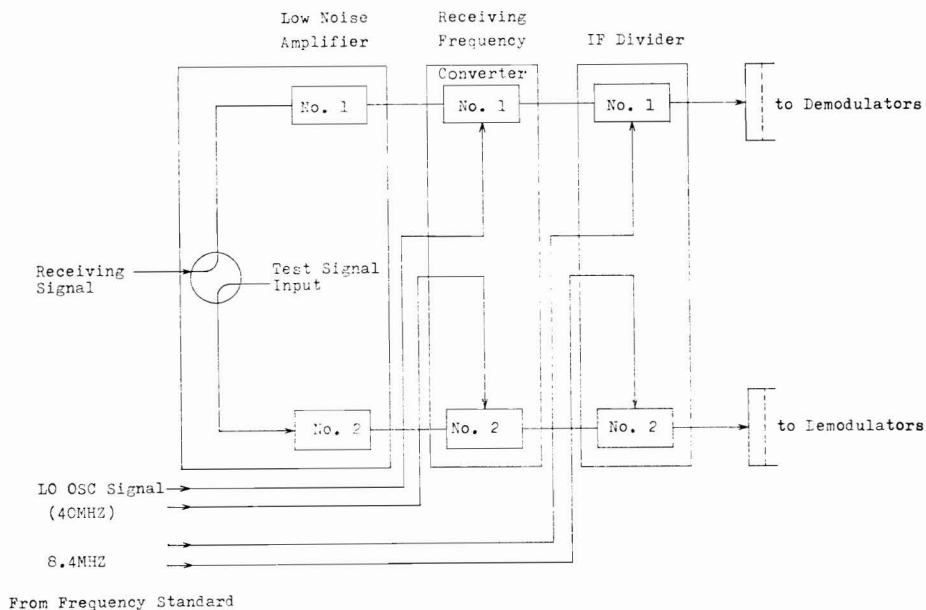 Low Noise
Amplifier
Receiving
Frequency
Converter
IF Divider
No. 1
No. 1
No. 1
to Demodulators
Receiving
Signal
Test Signal
Input
No. 2
No. 2
No. 2
to Demodulators
LO OSC Signal
(40MHZ)
8.4MHZ
From Frequency Standard